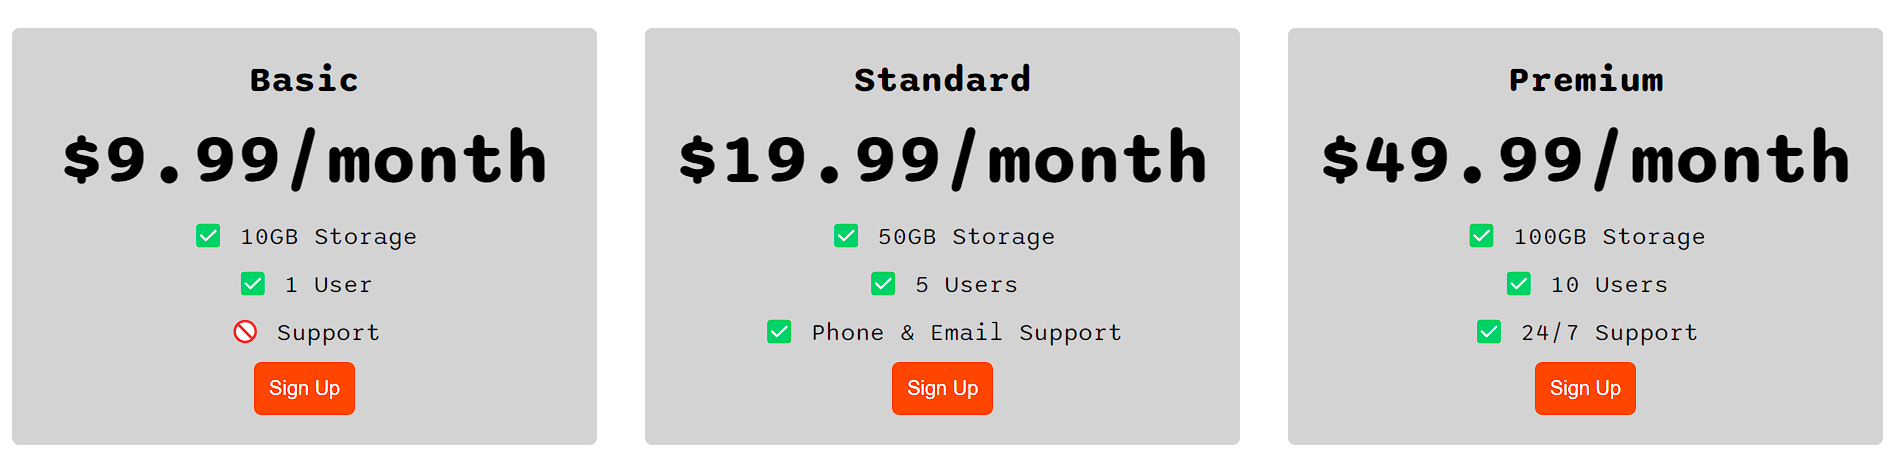 Basic
$9.99/month
✅ 10GB Storage
✅ 1 User
🚫 Support
Sign Up
Standard
$19.99/month
✅ 50GB Storage
✅ 5 Users
✅ Phone & Email Support
Sign Up
Premium
$49.99/month
✅ 100GB Storage
✅ 10 Users
✅ 24/7 Support
Sign Up